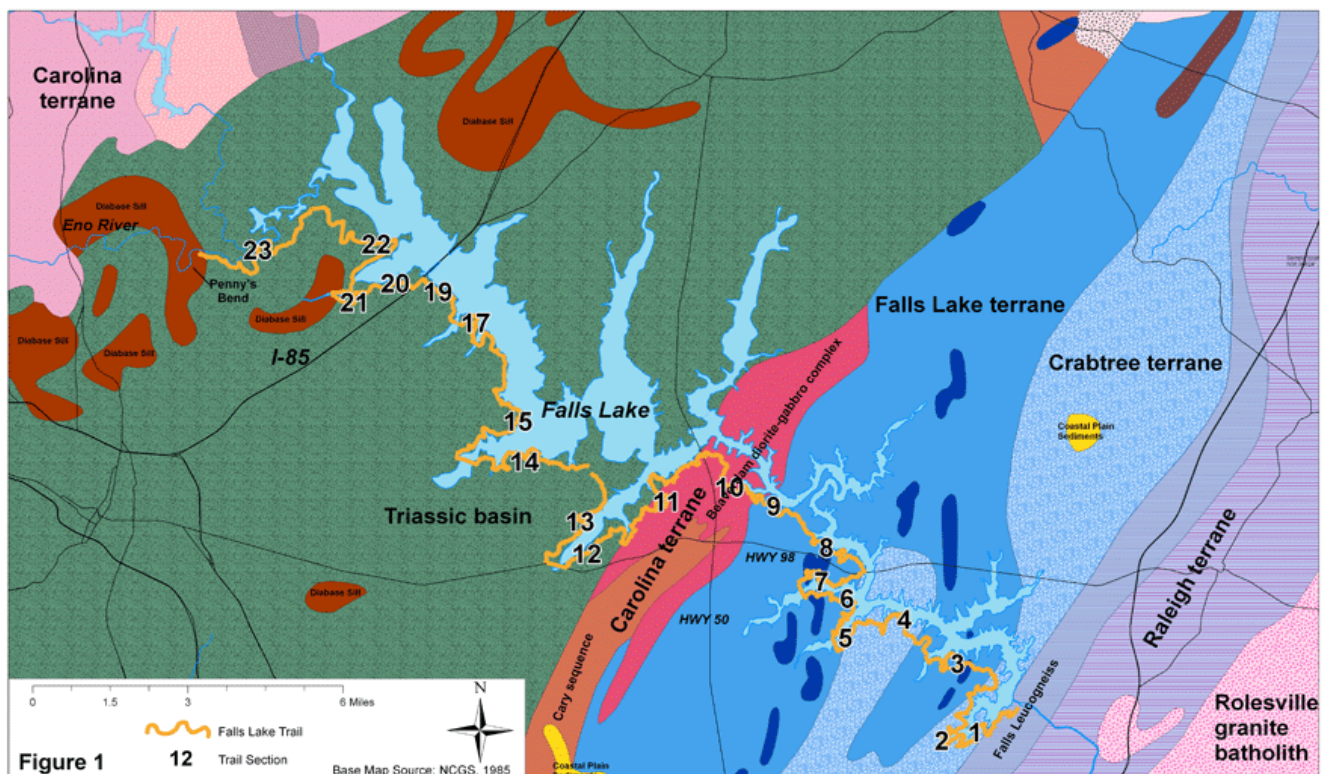 Carolina
terrane
Diabase Sill
Diabase Sill
Eno River
23
22
Penny's
Bend
20
19
21
Diabase Sill
17
Diabase Sill
Diabase Sill
I-85
Falls Lake terrane
Crabtree terrane
Coastal Plain
Sediments
15
Falls Lake
14
Beaverdam diorite-gabbro complex
10
11
9
Triassic basin
13
12
Carolina terrane
8
HWY 98
7
6
Diabase Sill
HWY 50
5
4
3
Raleigh terrane
Cary sequence
Falls Leucogneiss
2
1
Rolesville
granite
batholith
0 1.5 3 6 Miles
N
Falls Lake Trail
12 Trail Section
Figure 1
Base Map Source: NCGS, 1985
Coastal Plain